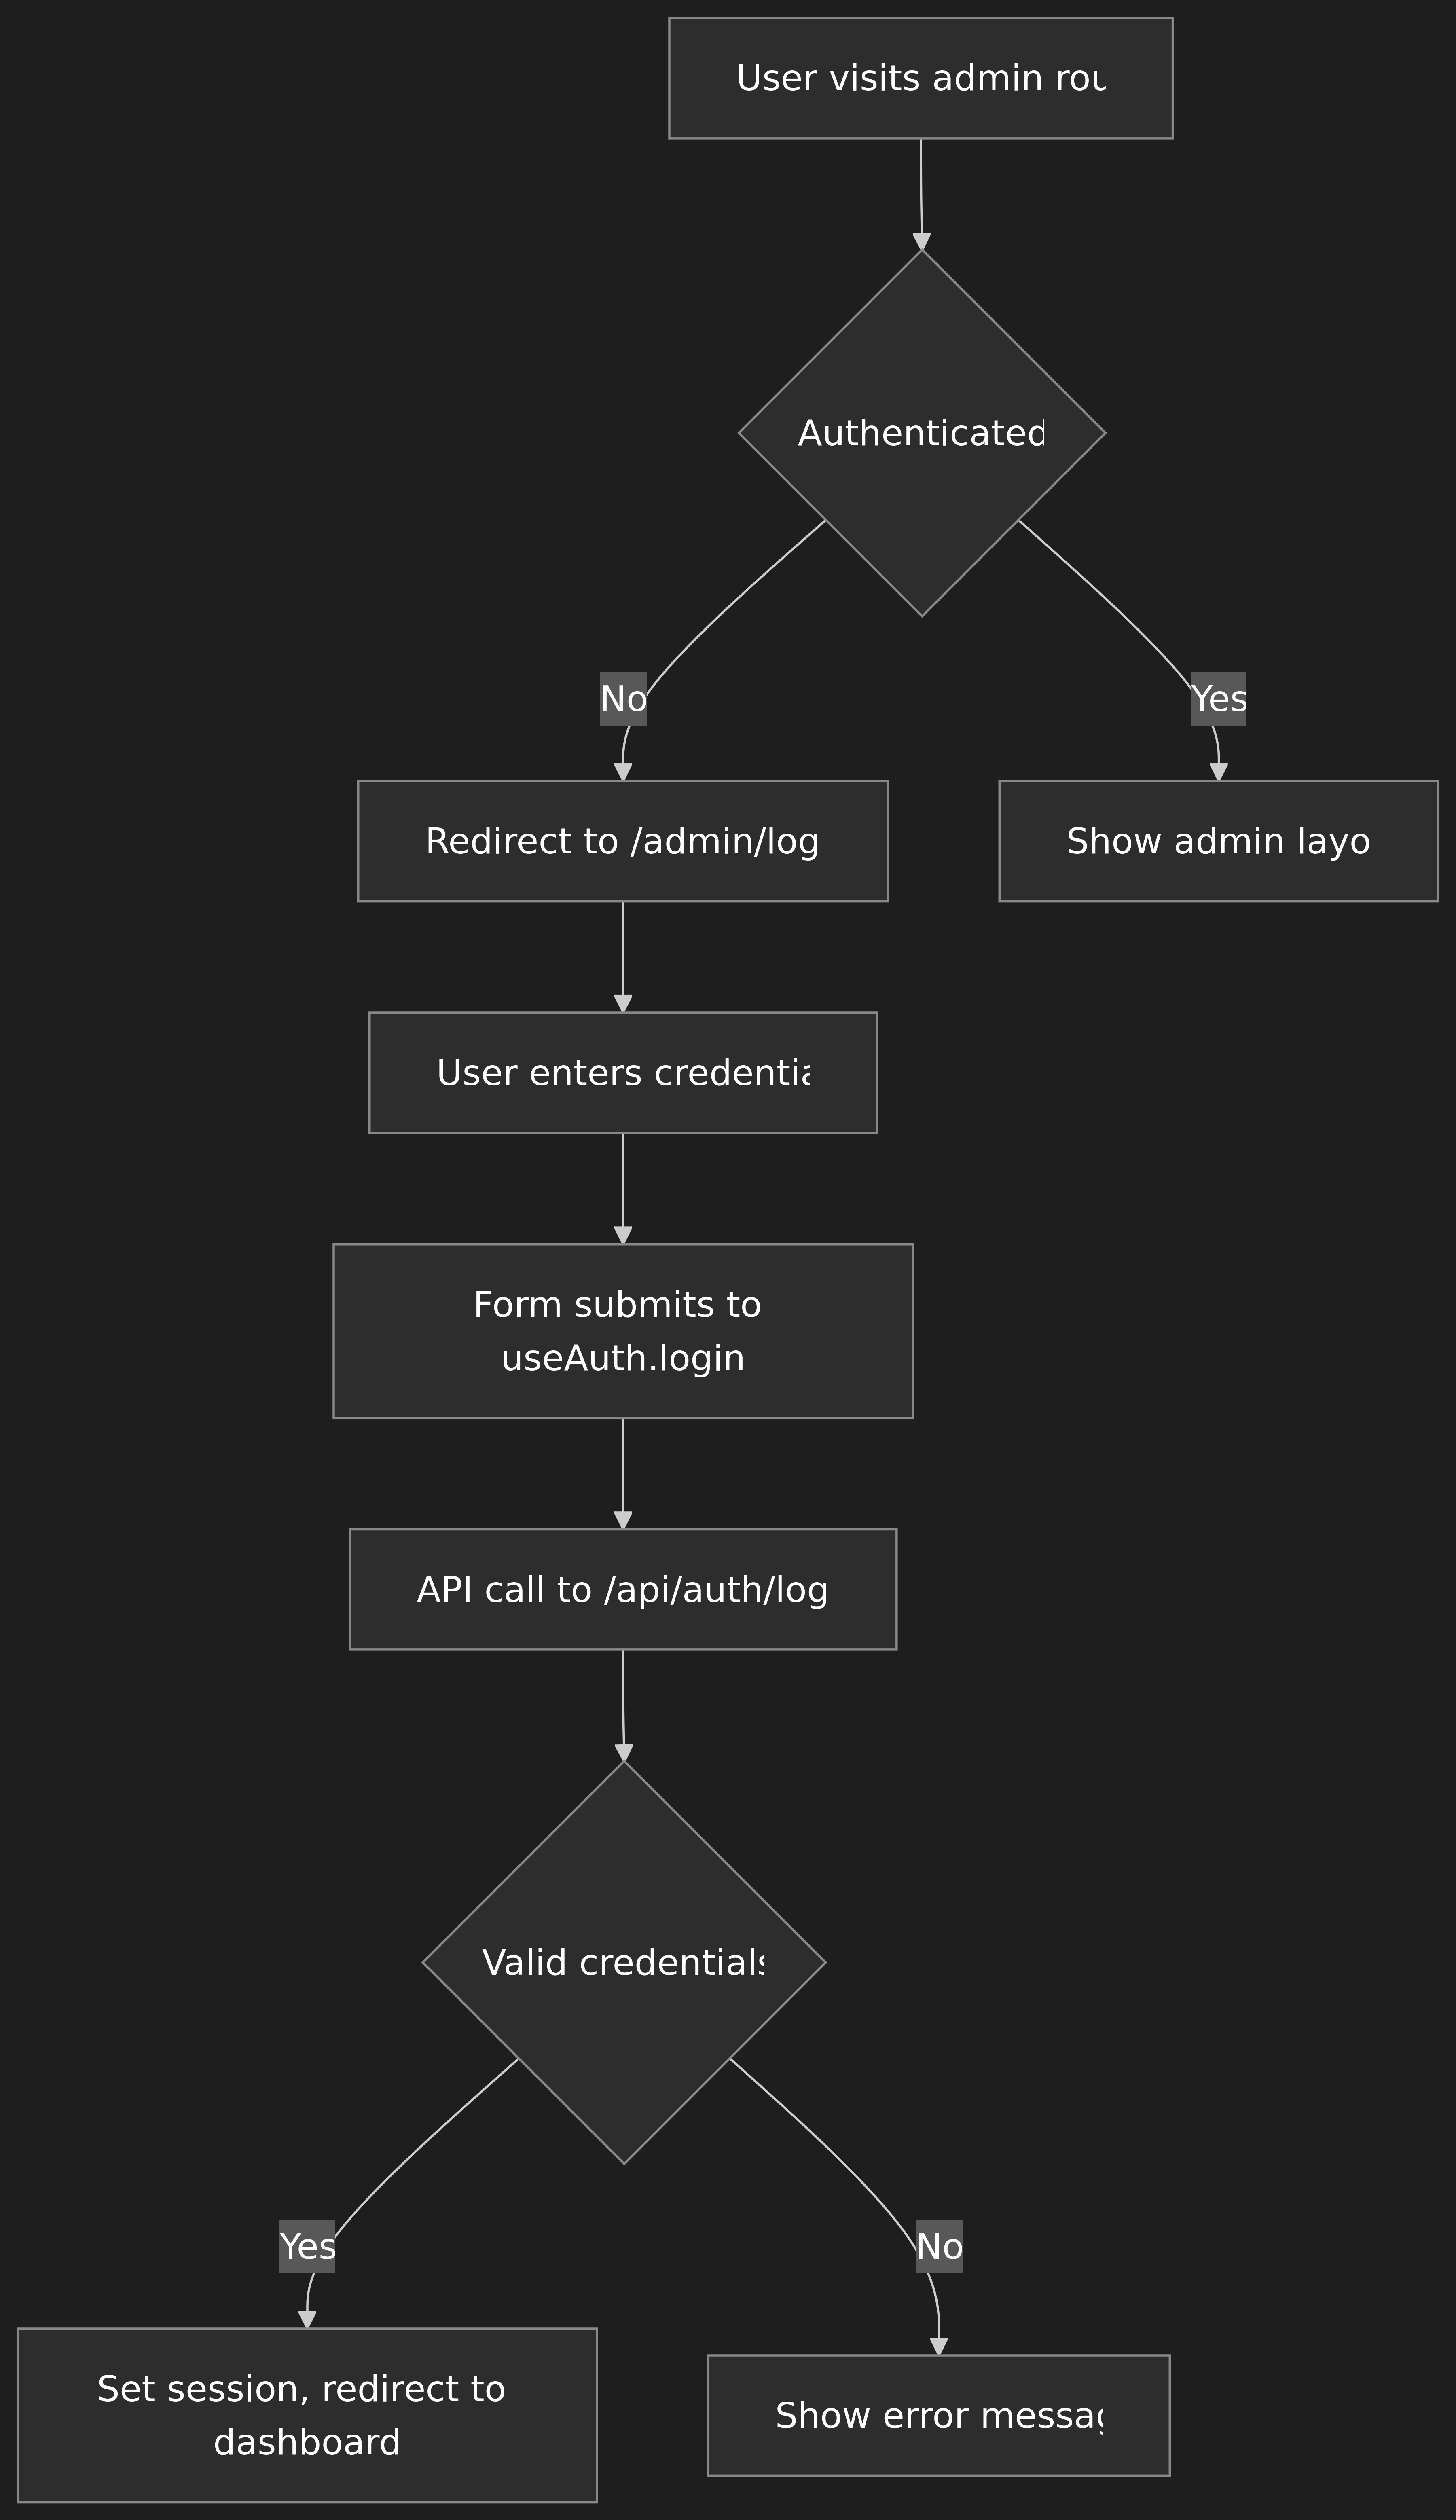 User visits admin rou
Authenticated
No
Yes
Redirect to /admin/log
Show admin layo
User enters credentia
Form submits to
useAuth.login
API call to /api/auth/log
Valid credentials
Yes
No
Set session, redirect to
dashboard
Show error messag